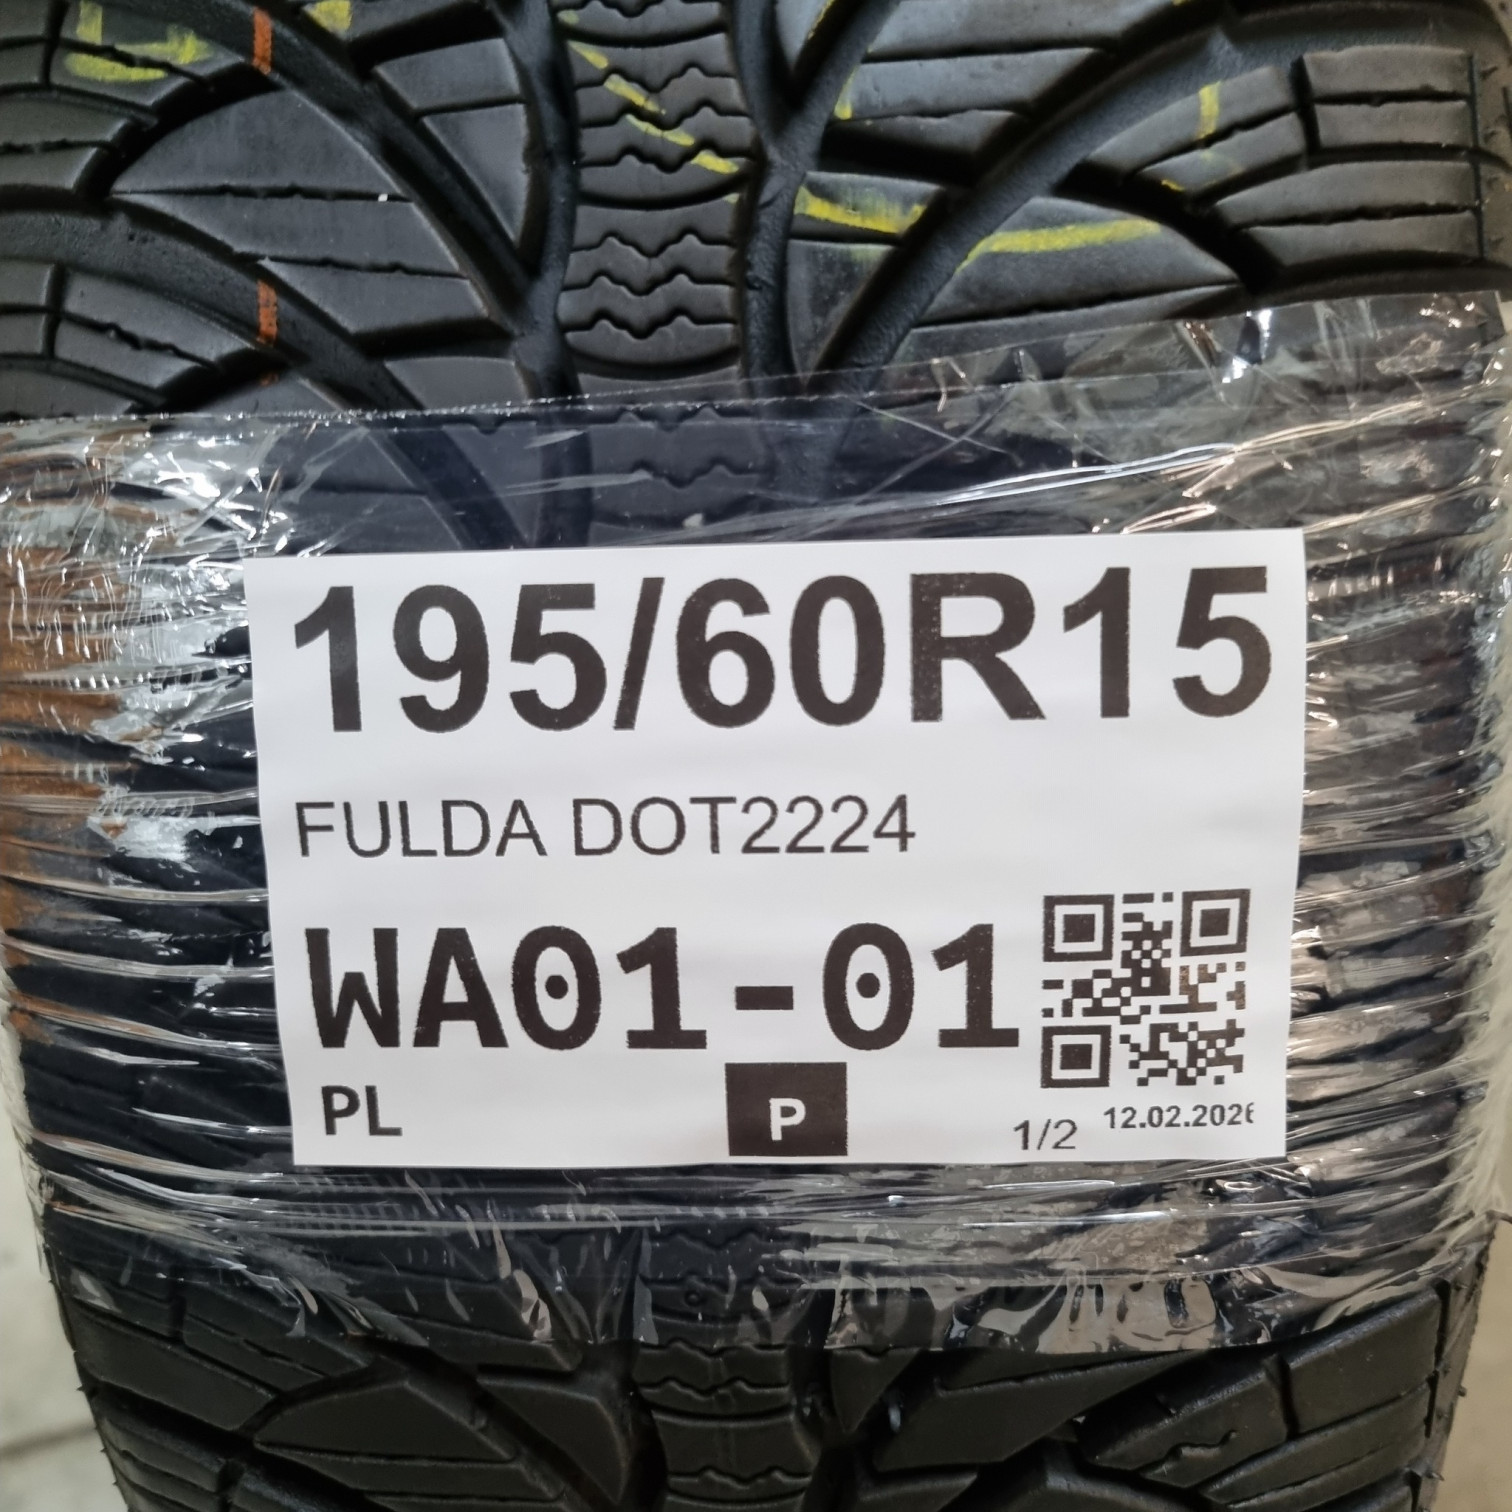 195/60R15
FULDA DOT2224
WA01-01
PL
P
1/2
12.02.2026